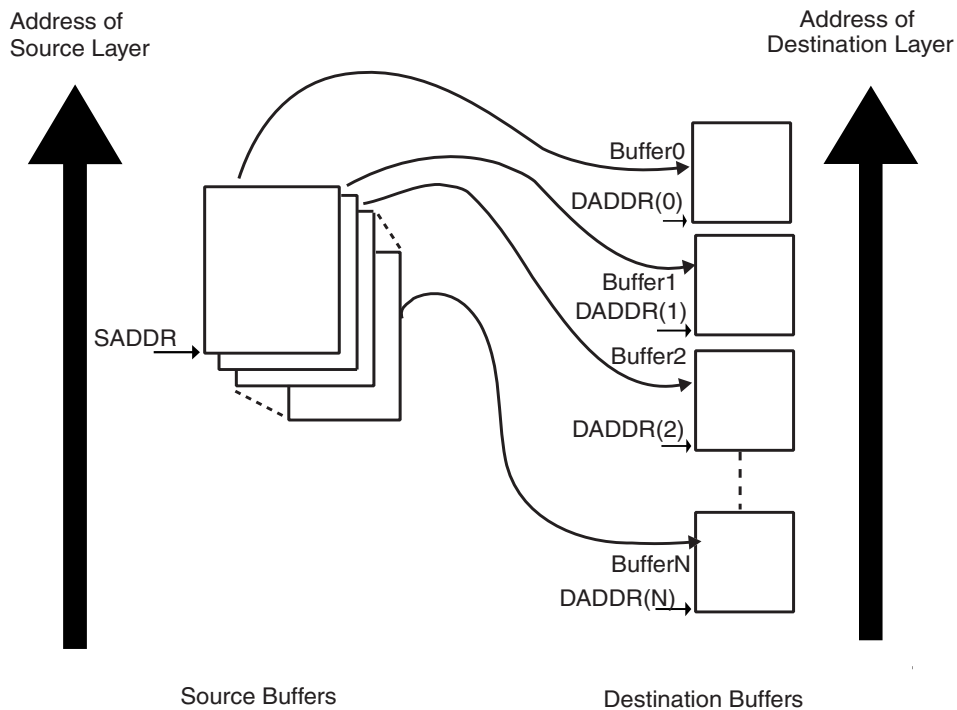 Address of
Source Layer
Address of
Destination Layer
Buffer0
DADDR(0)
Buffer1
DADDR(1)
SADDR
Buffer2
DADDR(2)
BufferN
DADDR(N)
Source Buffers
Destination Buffers